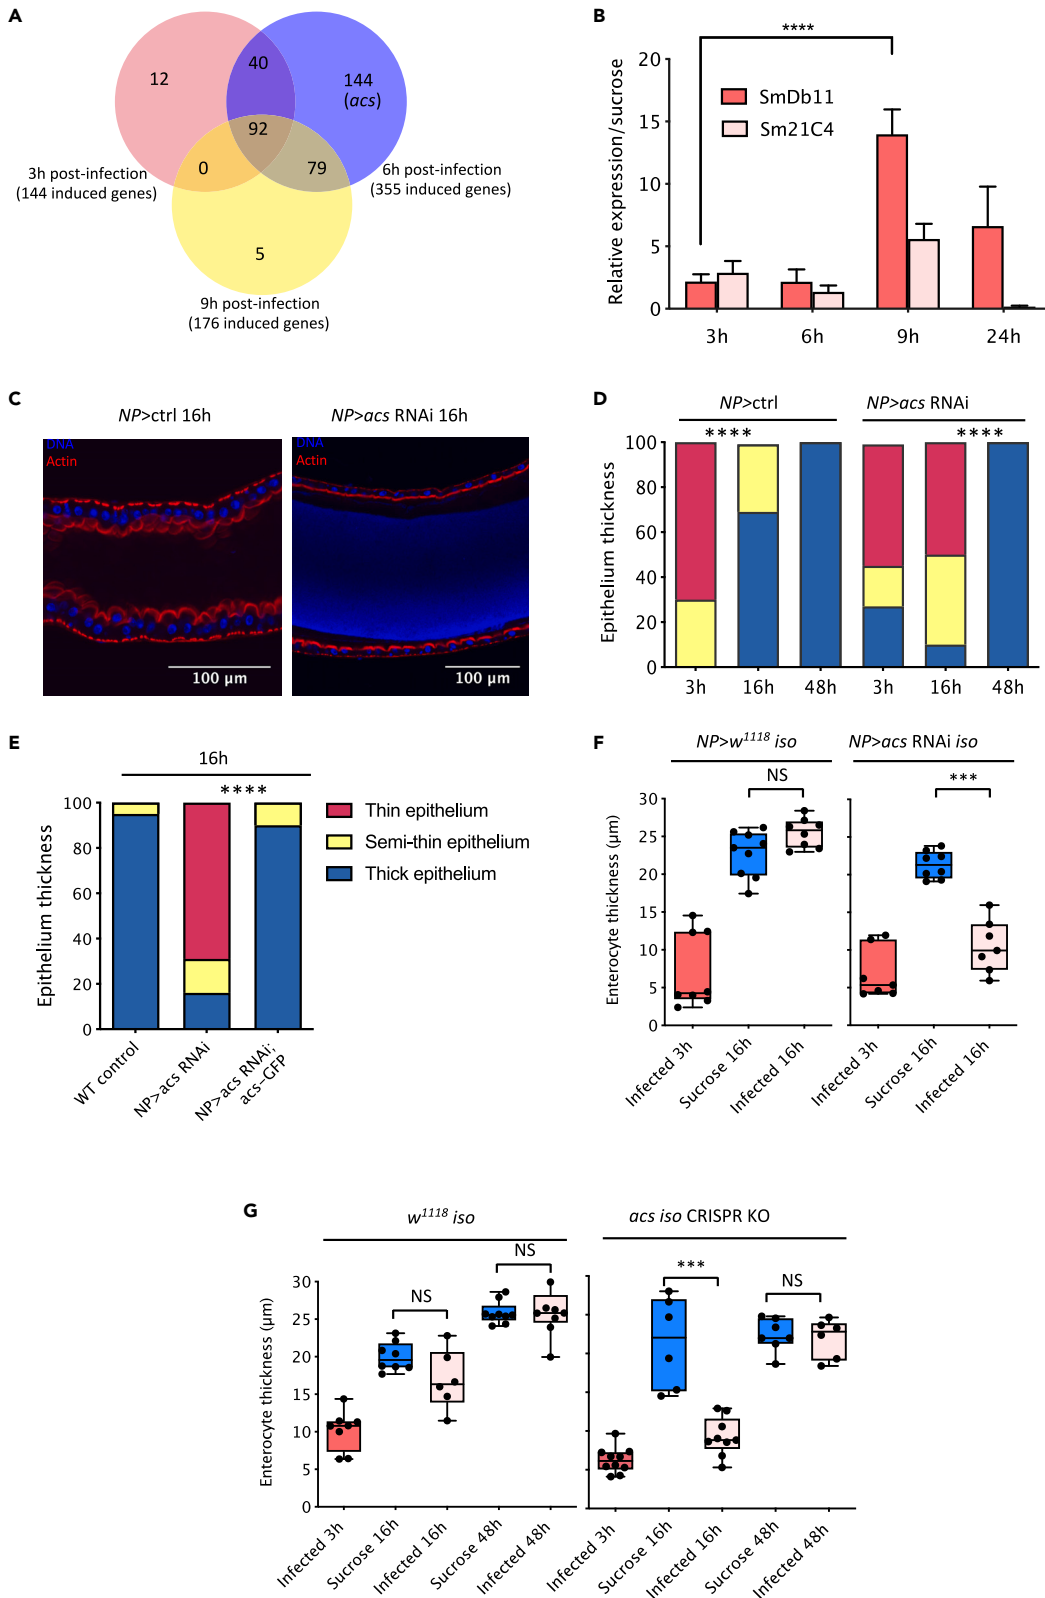 A
12
40
144
(acs)
92
0
79
5
3h post-infection
(144 induced genes)
6h post-infection
(355 induced genes)
9h post-infection
(176 induced genes)
B
****
Relative expression/sucrose
20
15
10
5
0
SmDb11
Sm21C4
3h
6h
9h
24h
C
NP>ctrl 16h
NP>acs RNAi 16h
DNA
Actin
100 µm
DNA
Actin
100 µm
D
NP>ctrl
NP>acs RNAi
****
****
Epithelium thickness
100
80
60
40
20
0
3h
16h
48h
3h
16h
48h
E
16h
****
Epithelium thickness
100
80
60
40
20
0
WT control
NP>acs RNAi
NP>acs RNAi;
acs-GFP
Thin epithelium
Semi-thin epithelium
Thick epithelium
F
NP>w1118 iso
NP>acs RNAi iso
NS
***
Enterocyte thickness (µm)
30
25
20
15
10
5
0
Infected 3h
Sucrose 16h
Infected 16h
Infected 3h
Sucrose 16h
Infected 16h
G
w1118 iso
acs iso CRISPR KO
NS
NS
***
NS
Enterocyte thickness (µm)
30
25
20
15
10
5
0
Infected 3h
Sucrose 16h
Infected 16h
Sucrose 48h
Infected 48h
Infected 3h
Sucrose 16h
Infected 16h
Sucrose 48h
Infected 48h